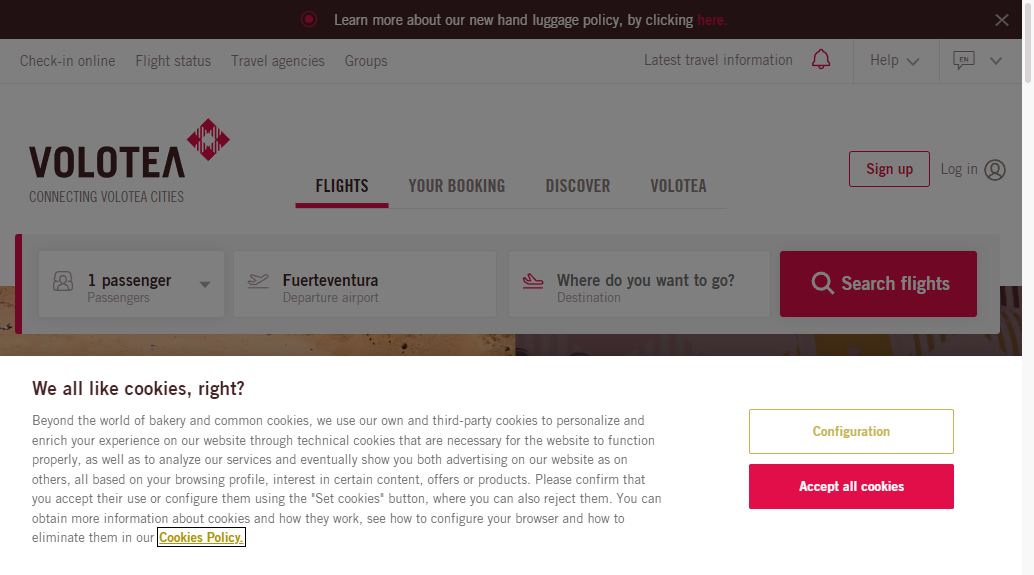 Learn more about our new hand luggage policy, by clicking here.
Check-in online Flight status Travel agencies Groups Latest travel information Help EN
VOLOTEA
CONNECTING VOLOTEA CITIES
FLIGHTS YOUR BOOKING DISCOVER VOLOTEA
Sign up Log in
1 passenger
Passengers
Fuerteventura
Departure airport
Where do you want to go?
Destination
Search flights
We all like cookies, right?
Beyond the world of bakery and common cookies, we use our own and third-party cookies to personalize and
enrich your experience on our website through technical cookies that are necessary for the website to function
properly, as well as to analyze our services and eventually show you both advertising on our website as on
others, all based on your browsing profile, interest in certain content, offers or products. Please confirm that
you accept their use or configure them using the "Set cookies" button, where you can also reject them. You can
obtain more information about cookies and how they work, see how to configure your browser and how to
eliminate them in our Cookies Policy.
Configuration
Accept all cookies